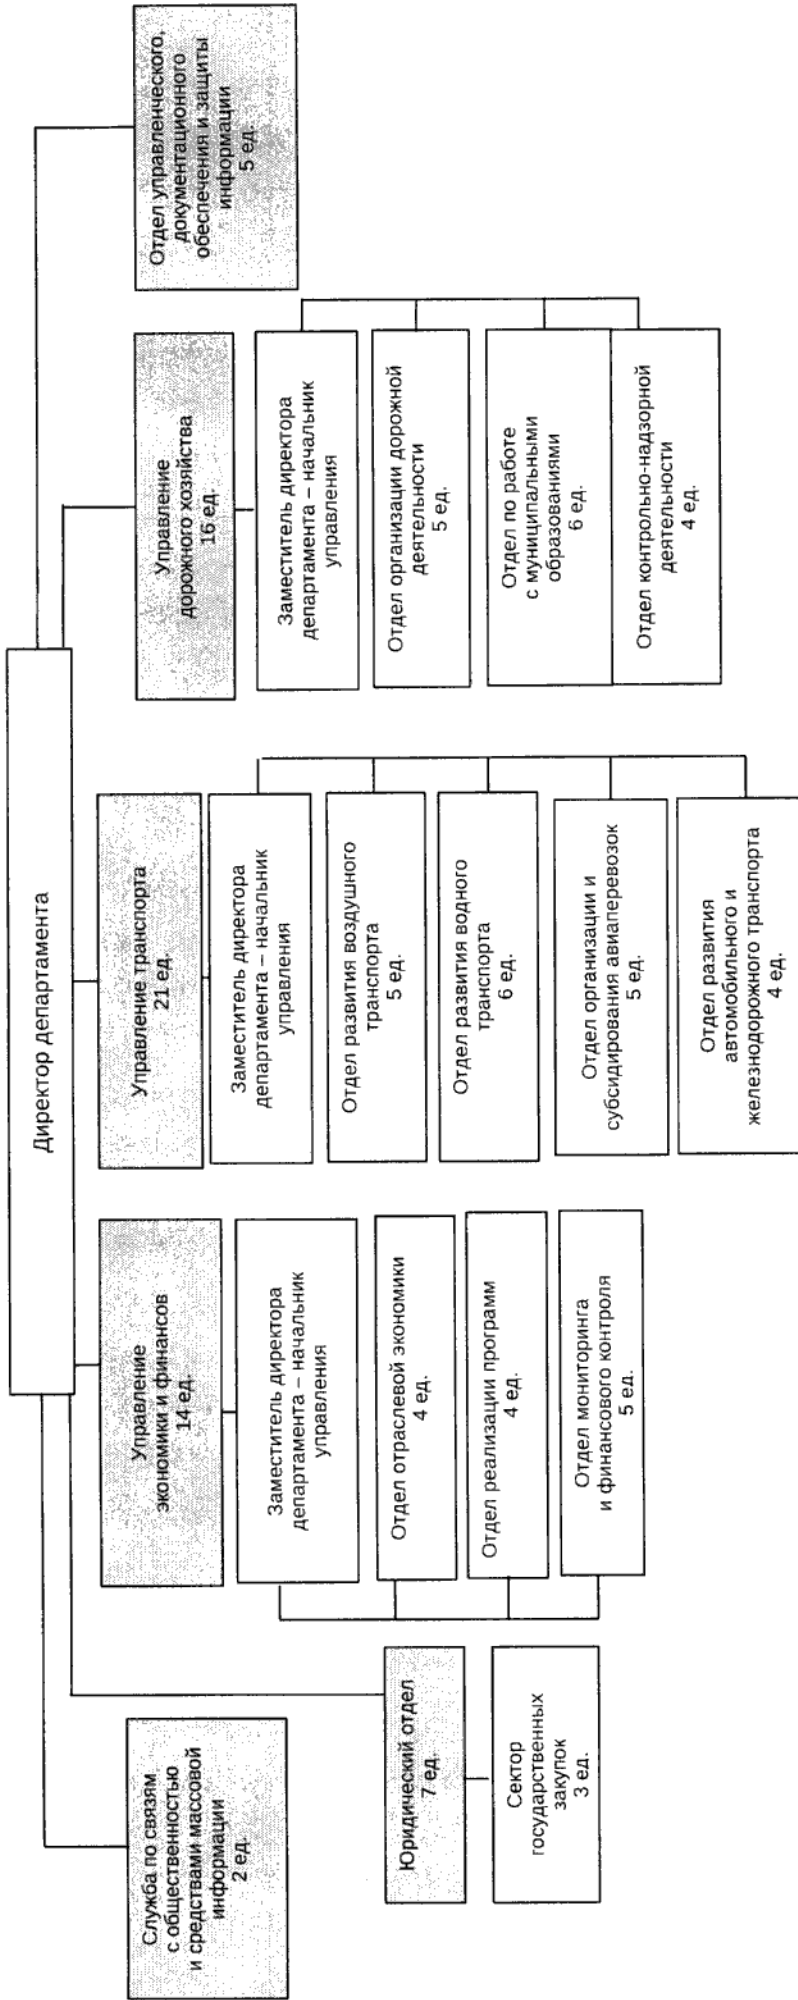 Директор департамента
Служба по связям
с общественностью
и средствами массовой
информации
2 ед.
Юридический отдел
7 ед.
Сектор
государственных
закупок
3 ед.
Управление
экономики и финансов
14 ед.
Заместитель директора
департамента – начальник
управления
Отдел отраслевой экономики
4 ед.
Отдел реализации программ
4 ед.
Отдел мониторинга
и финансового контроля
5 ед.
Управление транспорта
21 ед.
Заместитель директора
департамента – начальник
управления
Отдел развития воздушного
транспорта
5 ед.
Отдел развития водного
транспорта
6 ед.
Отдел организации и
субсидирования авиаперевозок
5 ед.
Отдел развития
автомобильного и
железнодорожного транспорта
4 ед.
Управление
дорожного хозяйства
16 ед.
Заместитель директора
департамента – начальник
управления
Отдел организации дорожной
деятельности
5 ед.
Отдел по работе
с муниципальными
образованиями
6 ед.
Отдел контрольно-надзорной
деятельности
4 ед.
Отдел управленческого,
документационного
обеспечения и защиты
информации
5 ед.